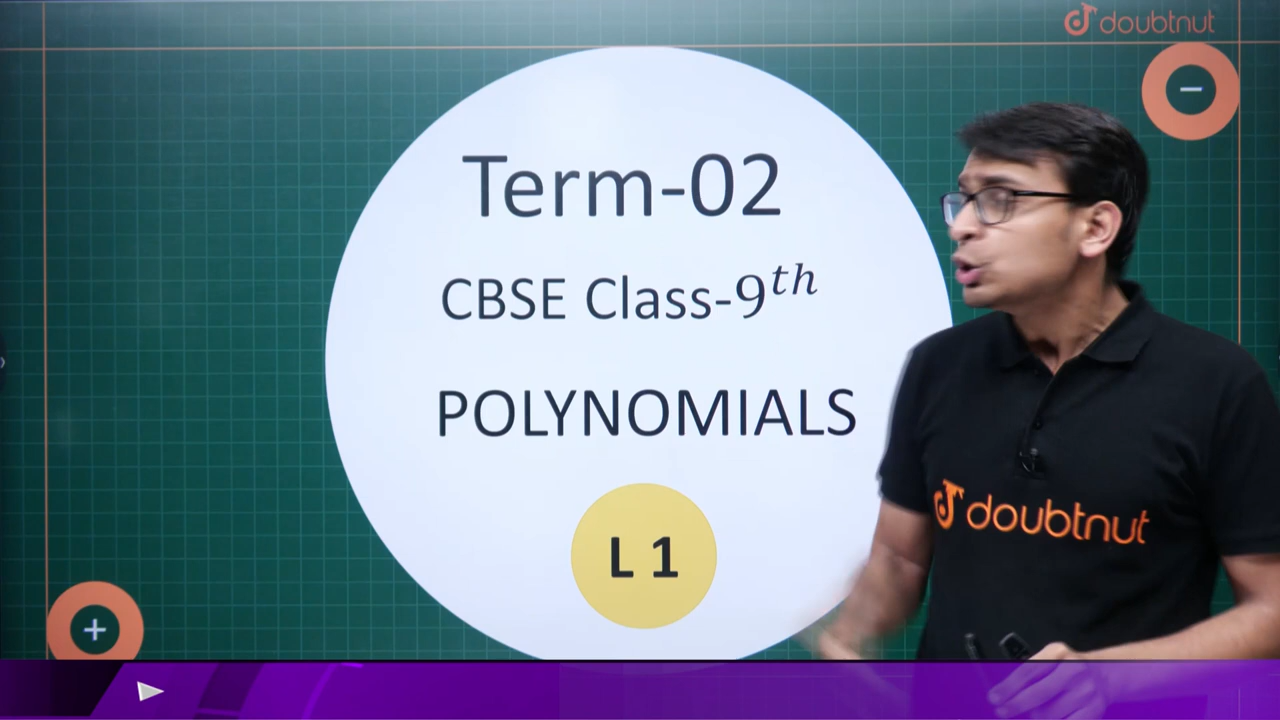 doubtnut
−
Term-02
CBSE Class-9th
POLYNOMIALS
L 1
doubtnut
+